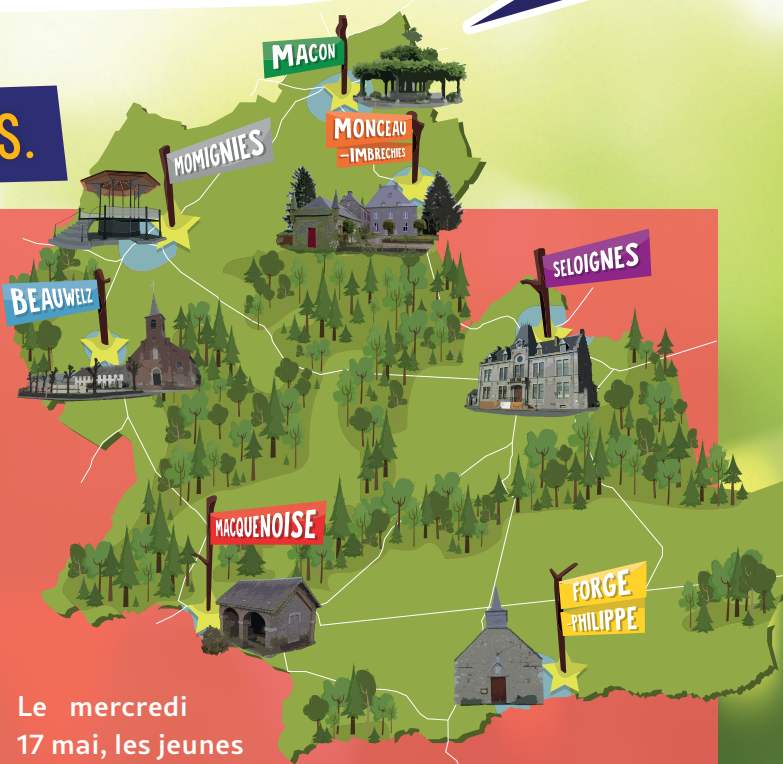 S.
MACON
MONCEAU
-IMBRECHIES
MOMIGNIES
SELOIGNES
BEAUWELZ
MACQUENOISE
FORGE
-PHILIPPE
Le mercredi
17 mai, les jeunes